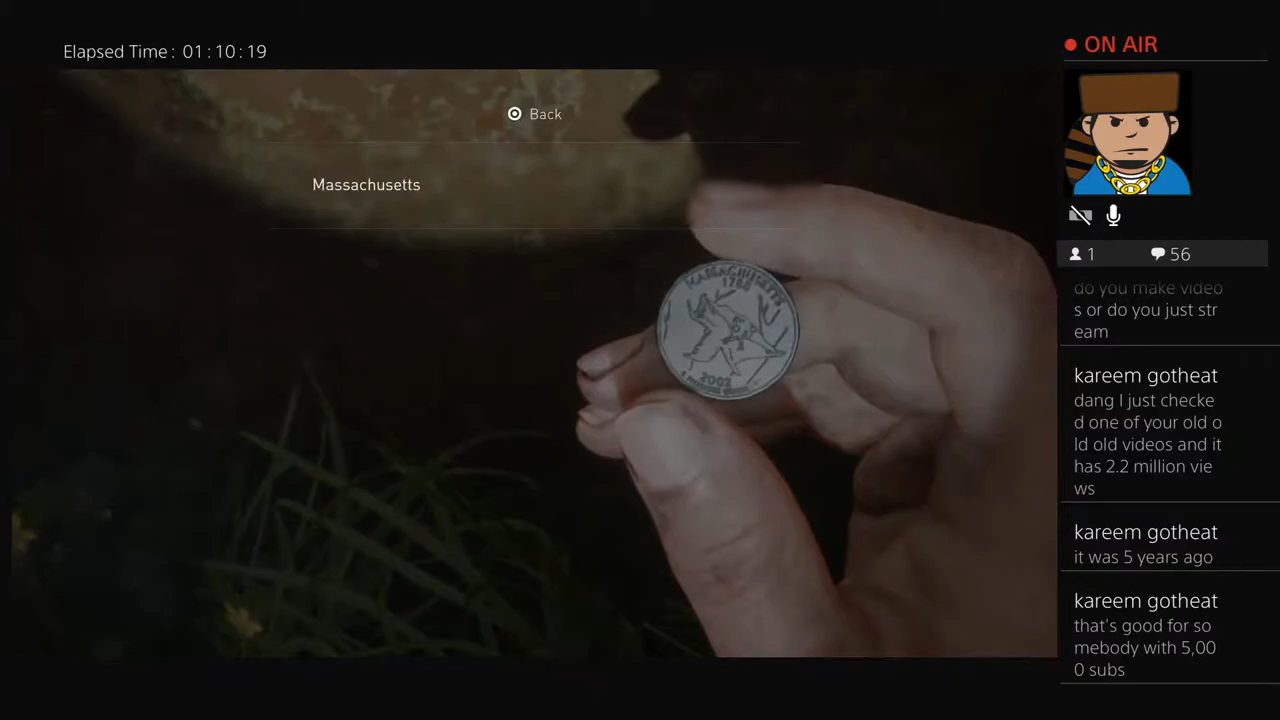 Elapsed Time: 01:10:19
ON AIR
Back
Massachusetts
MASSACHUSETTS
1788
2002
1
56
do you make video
s or do you just str
eam
kareem gotheat
dang I just checke
d one of your old o
ld old videos and it
has 2.2 million vie
ws
kareem gotheat
it was 5 years ago
kareem gotheat
that's good for so
mebody with 5,00
0 subs